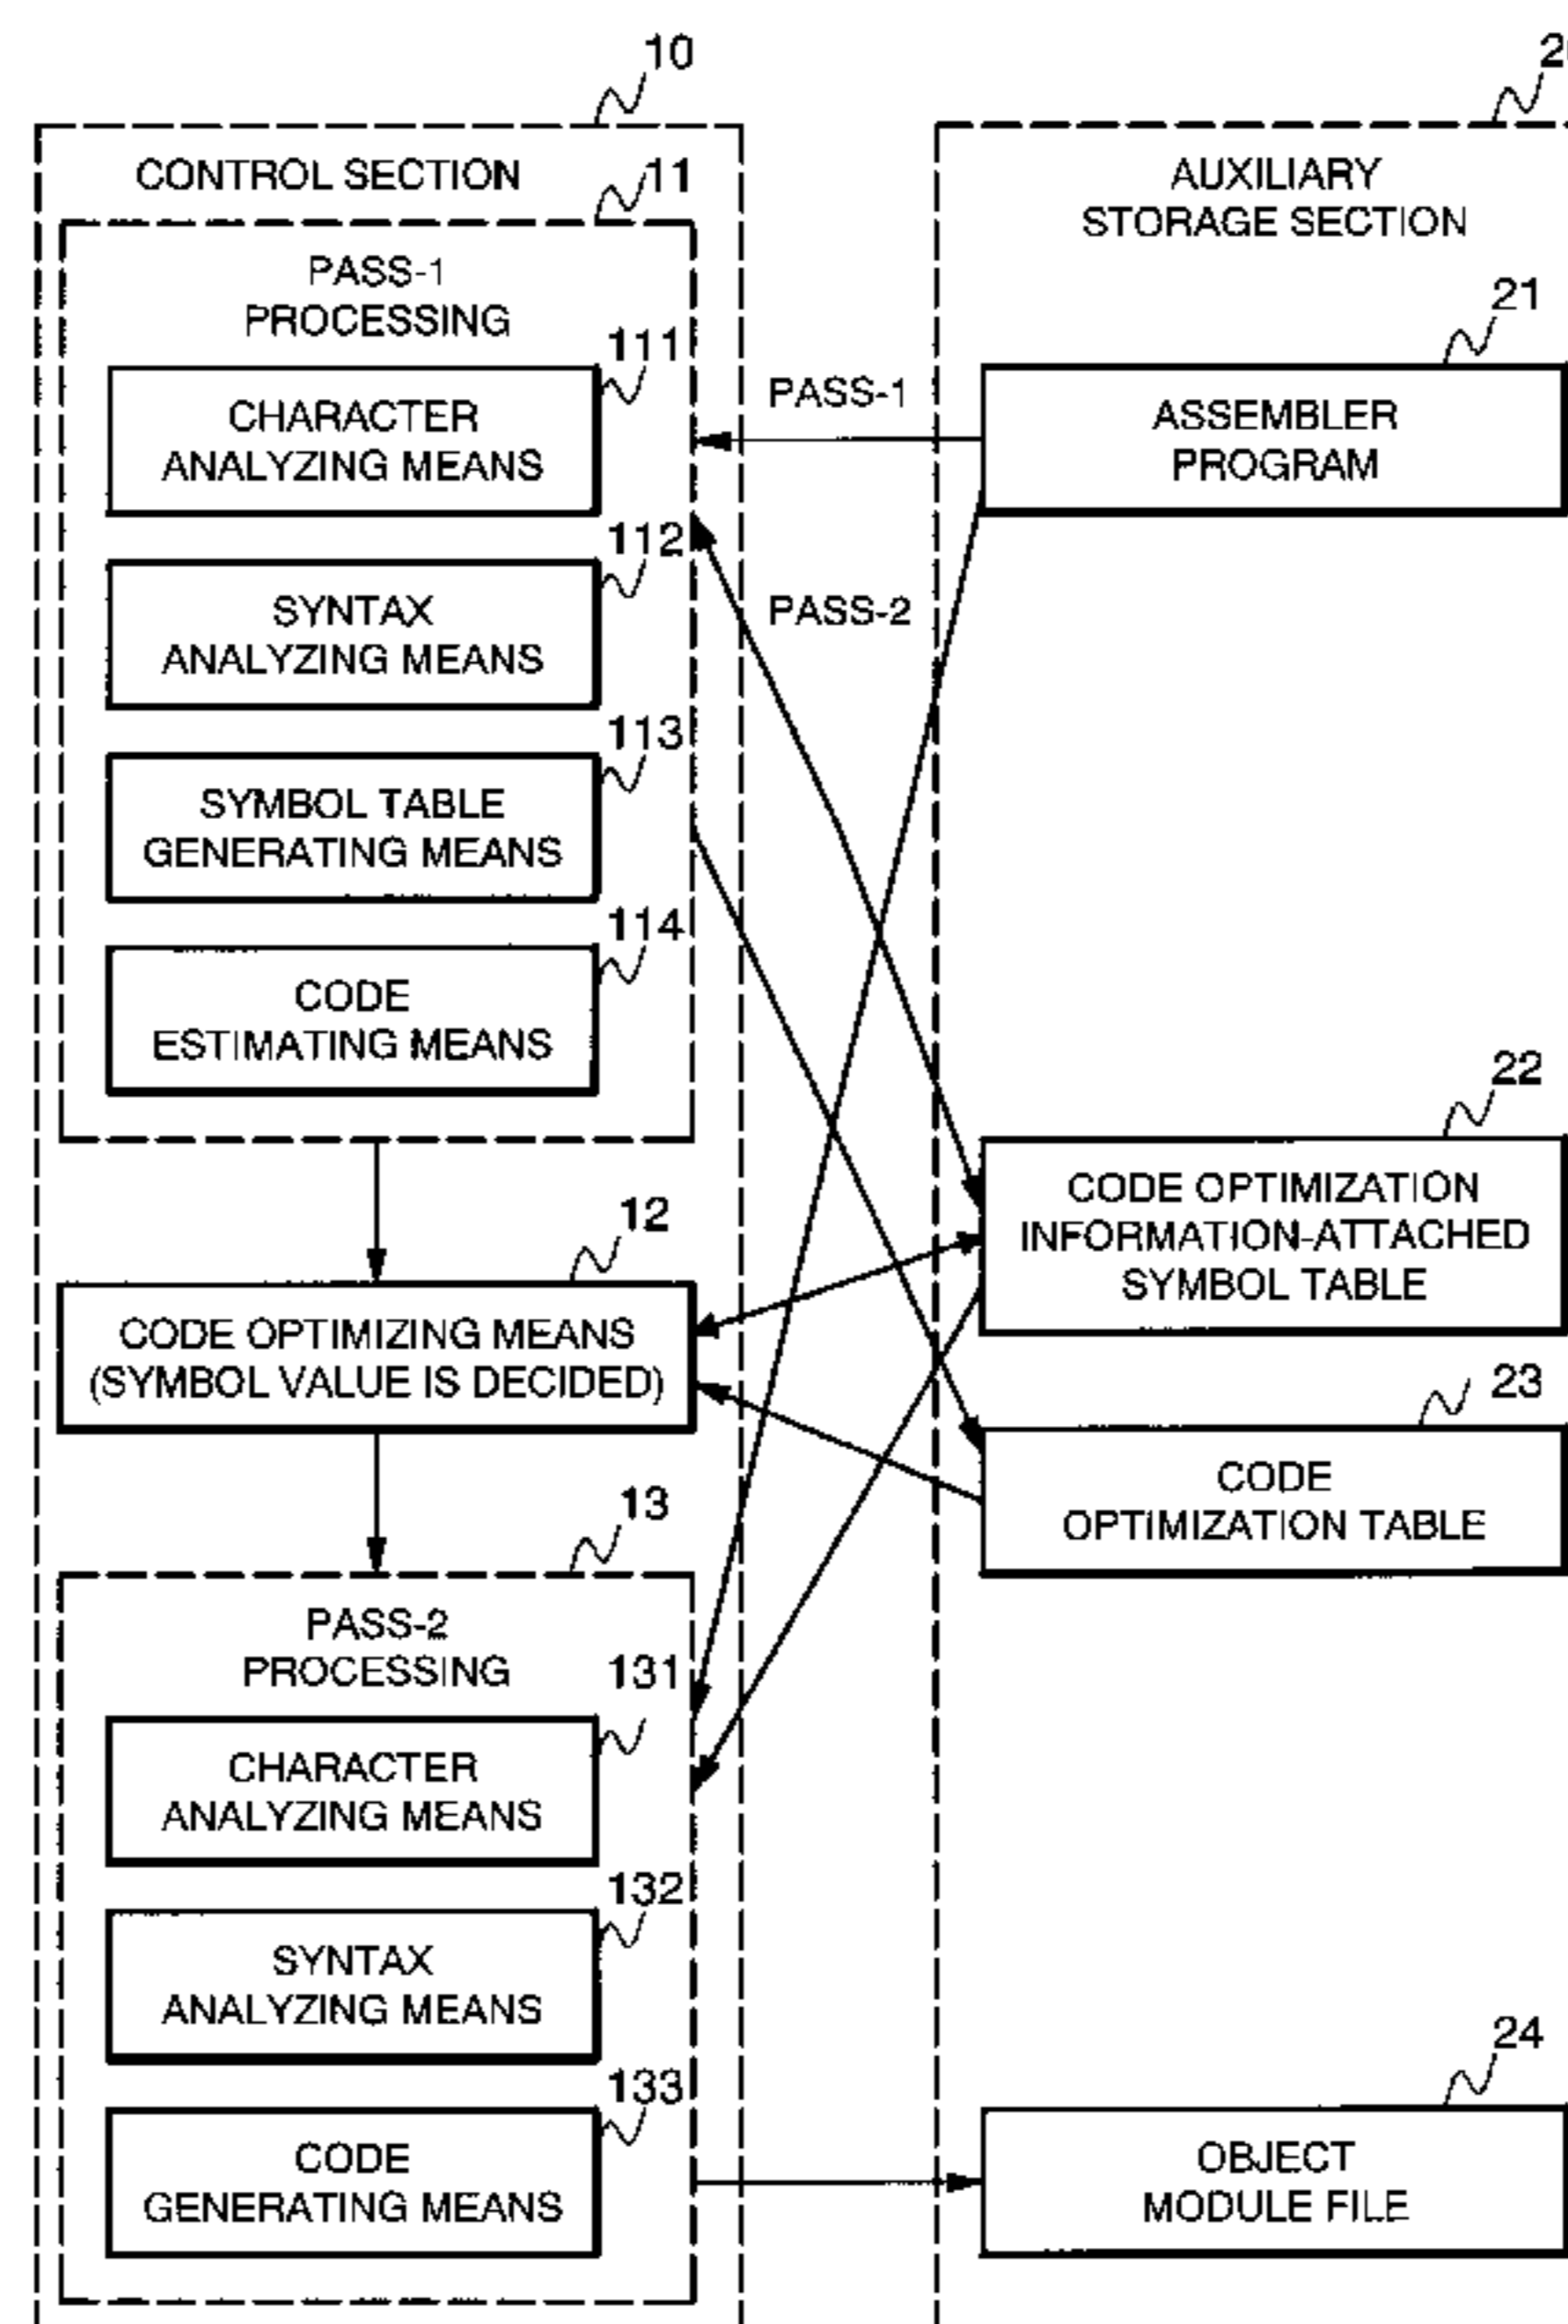 10
CONTROL SECTION
11
PASS-1
PROCESSING
111
CHARACTER
ANALYZING MEANS
112
SYNTAX
ANALYZING MEANS
113
SYMBOL TABLE
GENERATING MEANS
114
CODE
ESTIMATING MEANS
12
CODE OPTIMIZING MEANS
(SYMBOL VALUE IS DECIDED)
13
PASS-2
PROCESSING
131
CHARACTER
ANALYZING MEANS
132
SYNTAX
ANALYZING MEANS
133
CODE
GENERATING MEANS
PASS-1
PASS-2
AUXILIARY
STORAGE SECTION
21
ASSEMBLER
PROGRAM
22
CODE OPTIMIZATION
INFORMATION-ATTACHED
SYMBOL TABLE
23
CODE
OPTIMIZATION TABLE
24
OBJECT
MODULE FILE